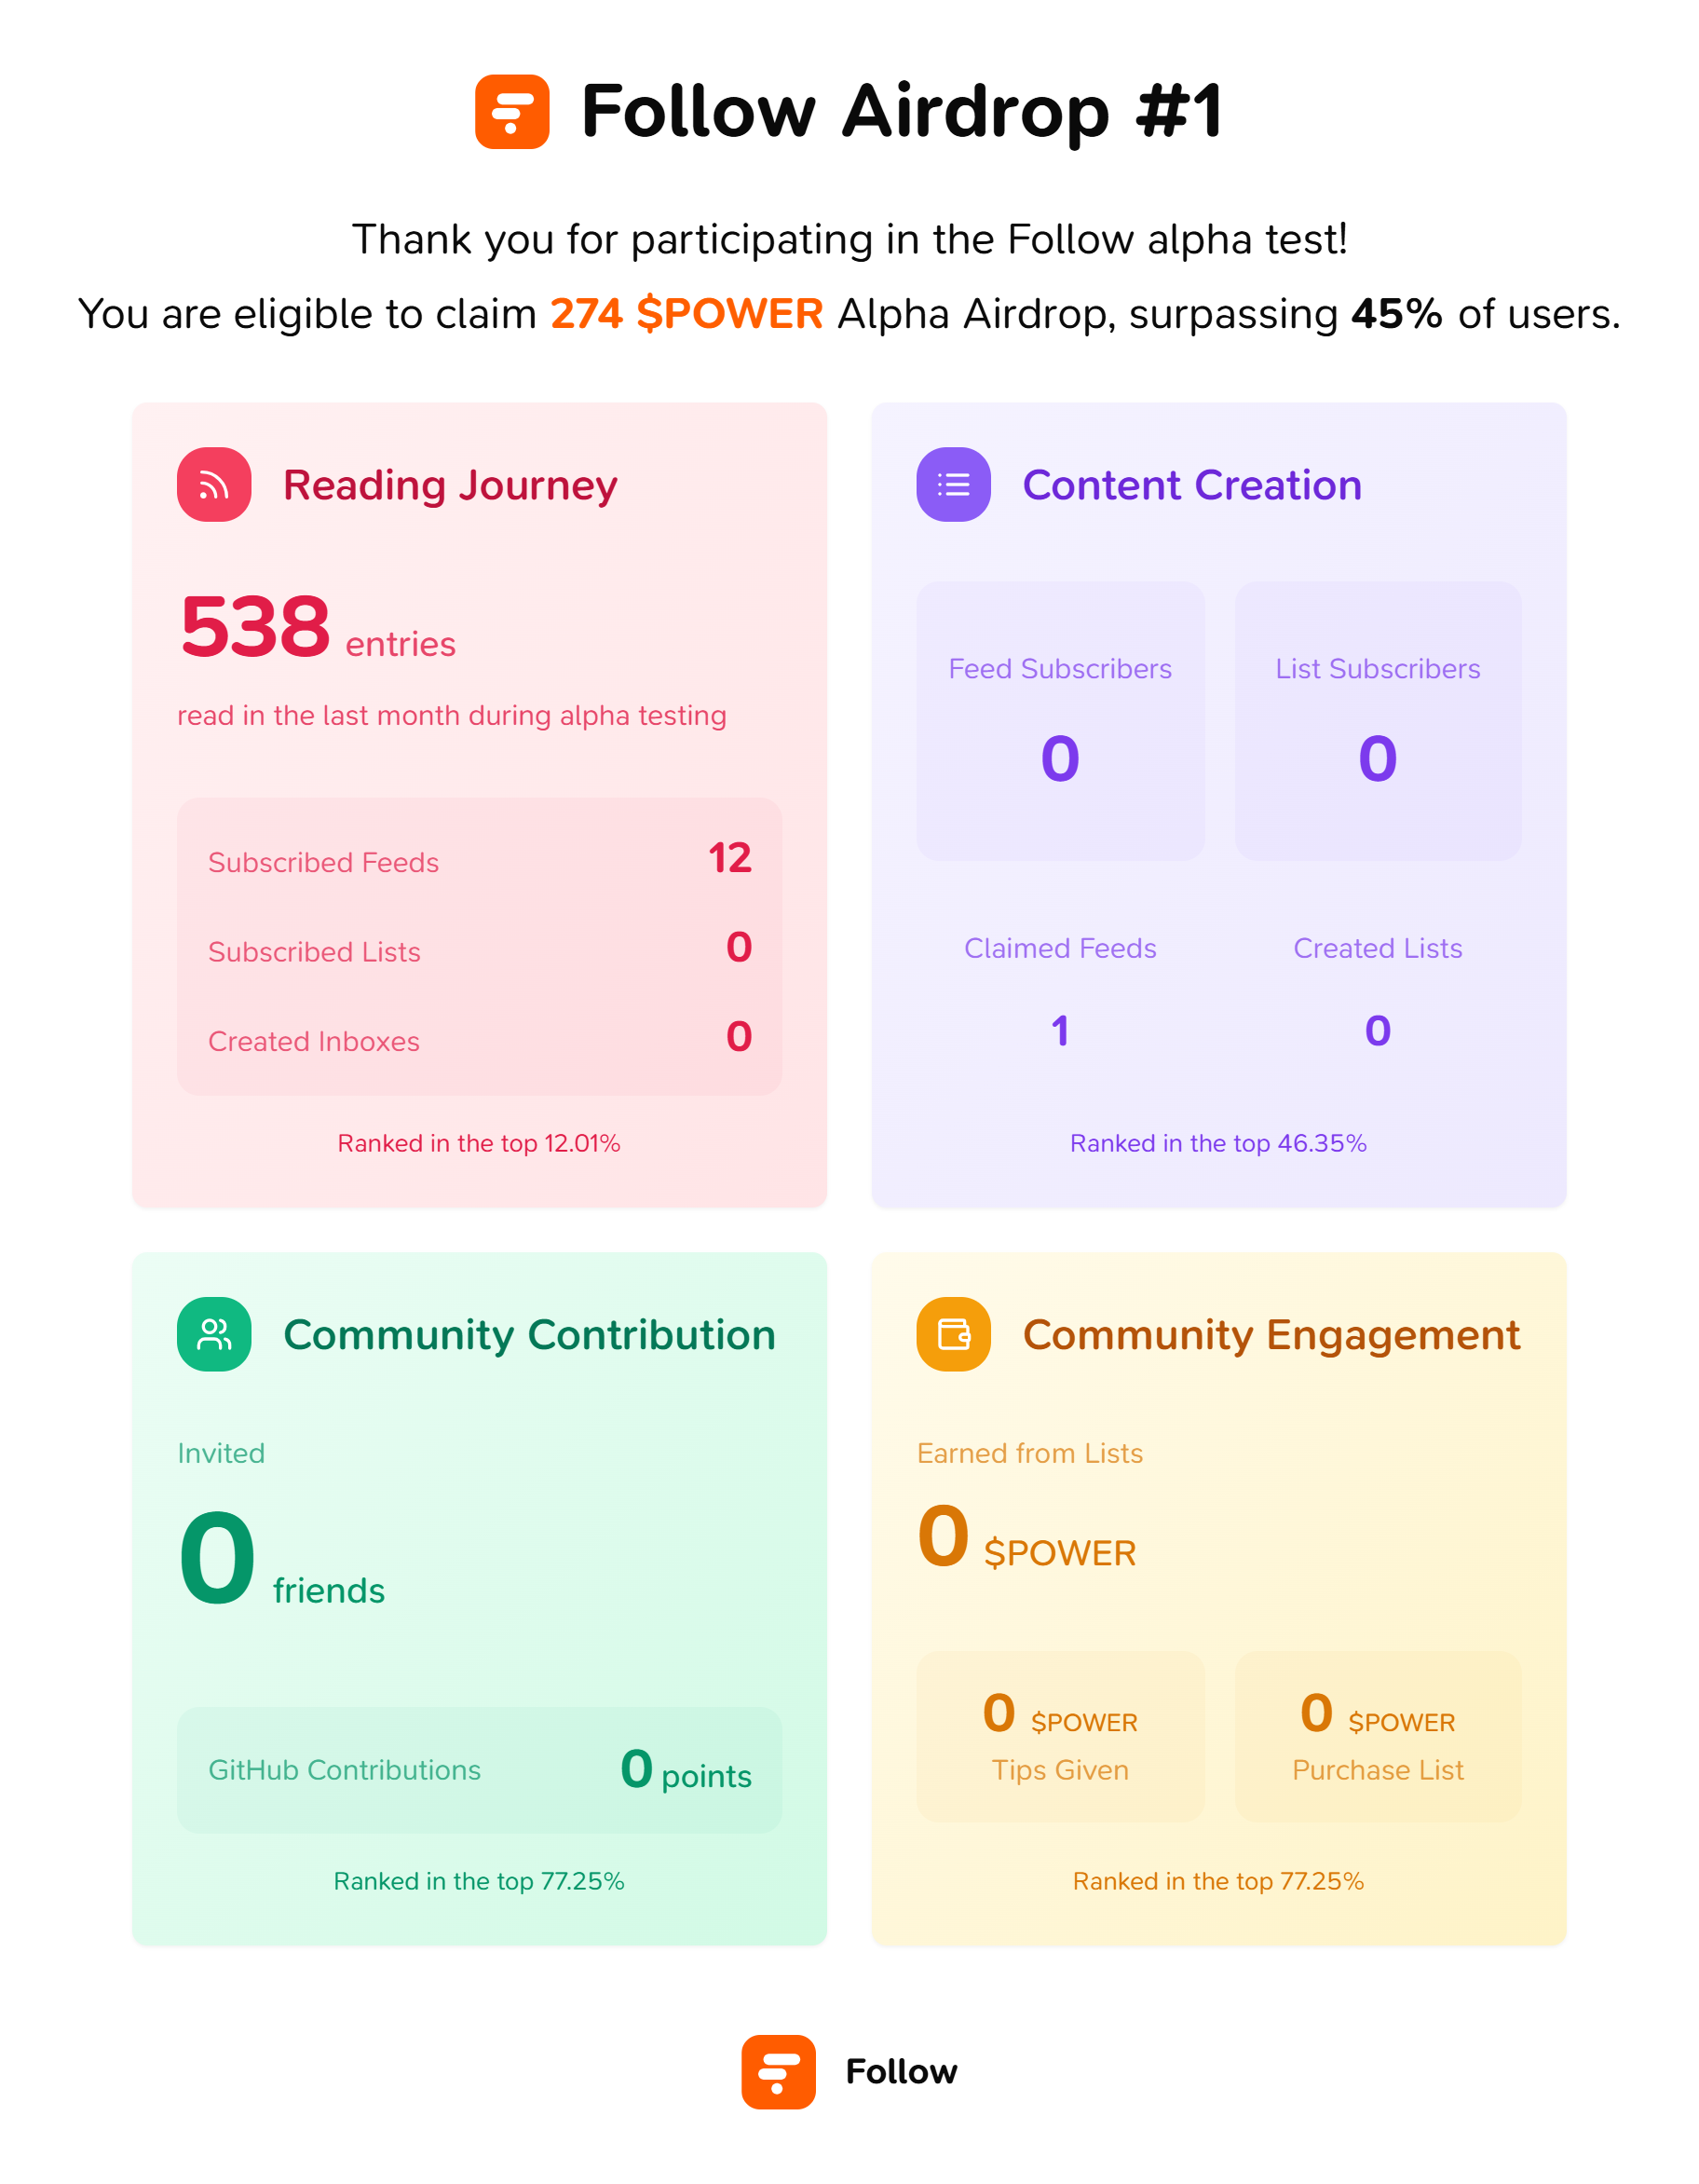 Follow Airdrop #1
Thank you for participating in the Follow alpha test!
You are eligible to claim 274 $POWER Alpha Airdrop, surpassing 45% of users.
Reading Journey
538 entries
read in the last month during alpha testing
Subscribed Feeds 12
Subscribed Lists 0
Created Inboxes 0
Ranked in the top 12.01%
Content Creation
Feed Subscribers List Subscribers
0 0
Claimed Feeds Created Lists
1 0
Ranked in the top 46.35%
Community Contribution
Invited
0 friends
GitHub Contributions 0 points
Ranked in the top 77.25%
Community Engagement
Earned from Lists
0 $POWER
0 $POWER 0 $POWER
Tips Given Purchase List
Ranked in the top 77.25%
Follow